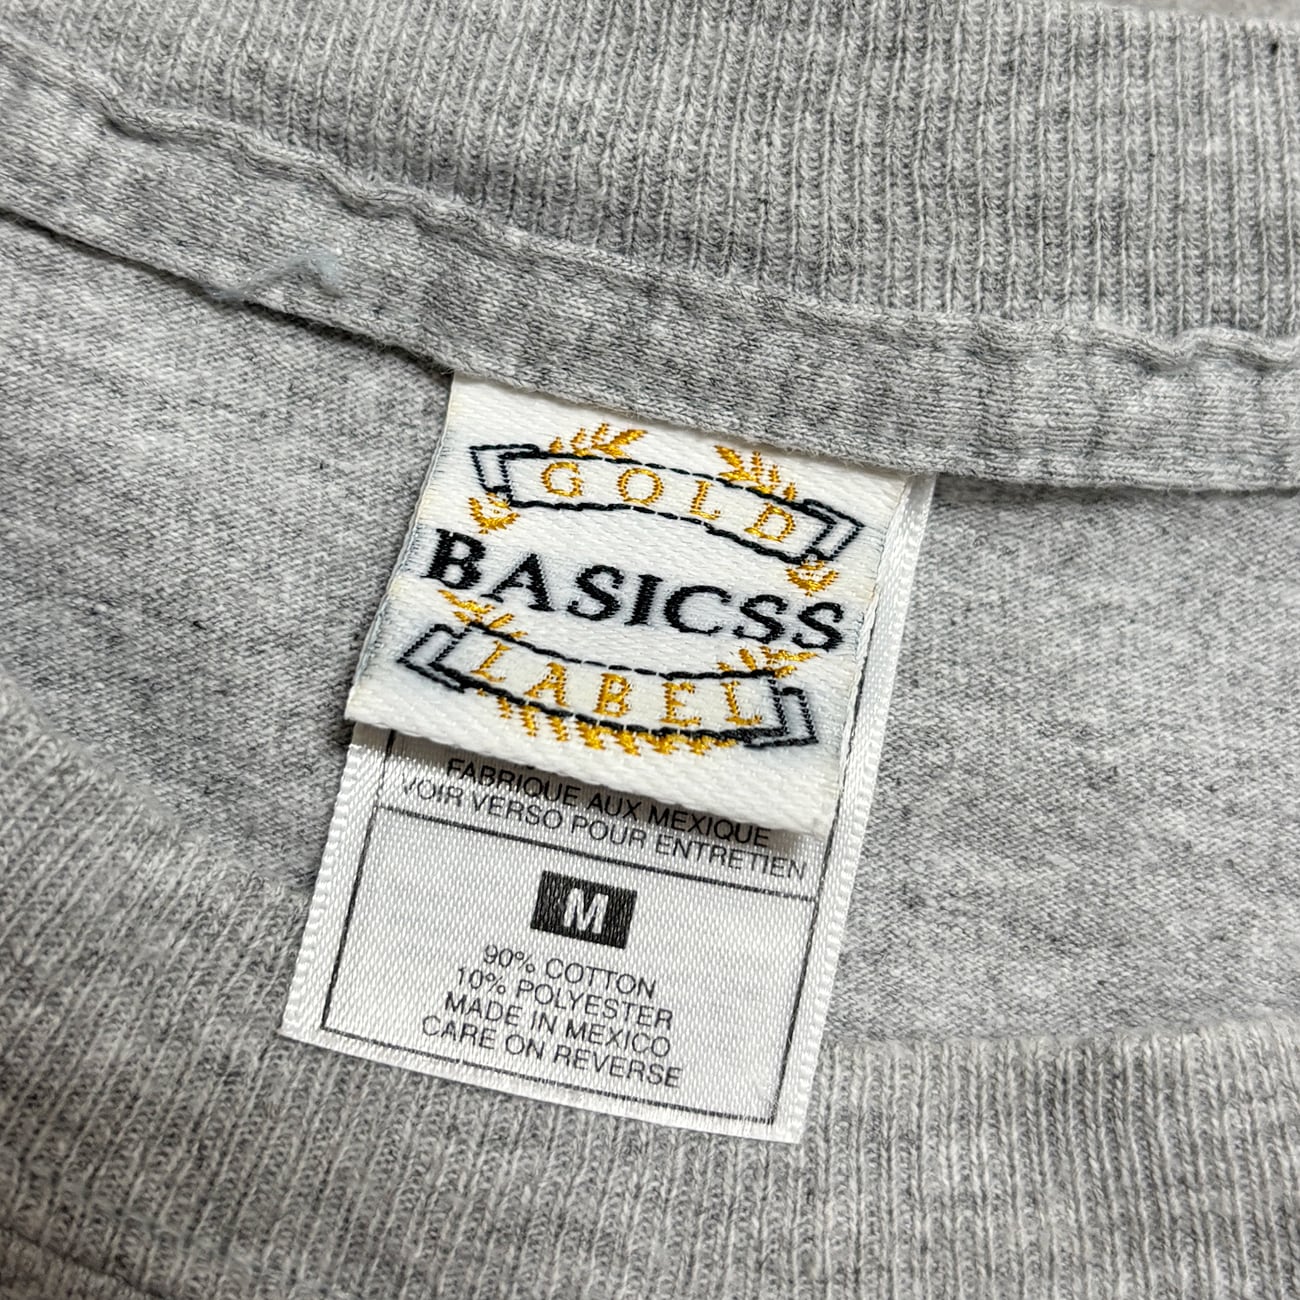 GOLD
BASICSS
LABEL
FABRIQUE AUX MEXIQUE
VOIR VERSO POUR ENTRETIEN
M
90% COTTON
10% POLYESTER
MADE IN MEXICO
CARE ON REVERSE